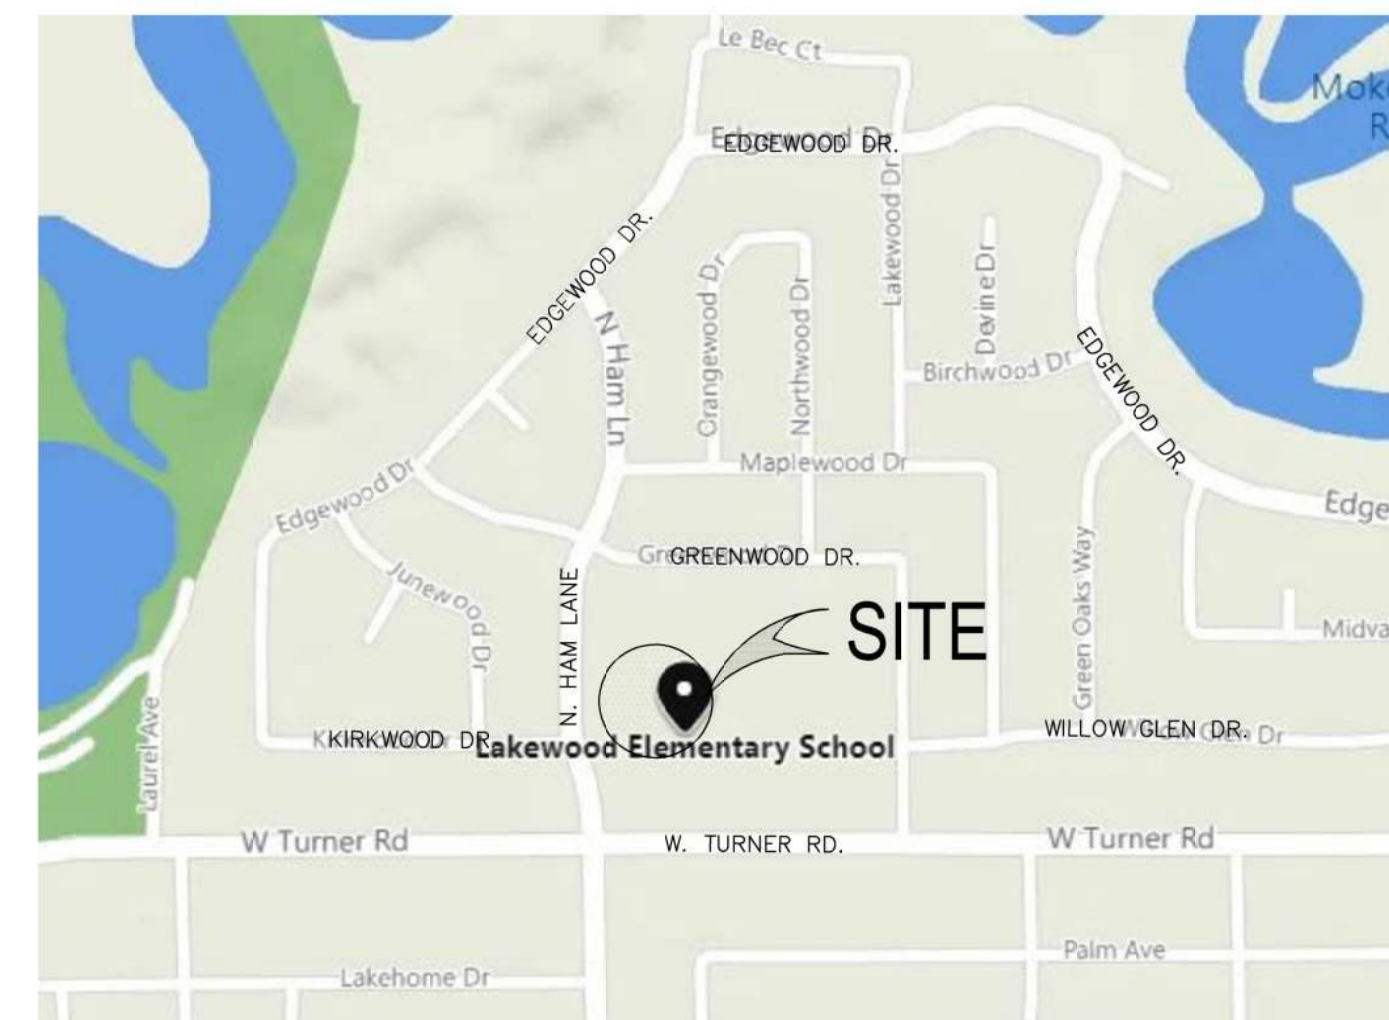 Le Bec Ct
Moke
R
Edgewood Dr
EDGEWOOD DR.
Lakewood Dr
EDGEWOOD DR.
Devine Dr
Orangewood Dr
Northwood Dr
N Ham Ln
EDGEWOOD DR.
Birchwood Dr
Maplewood Dr
Edgewood Dr
Edge
GREENWOOD DR.
Junewood Dr
N. HAM LANE
SITE
Green Oaks Way
Midva
Laurel Ave
KIRKWOOD DR.
Lakewood Elementary School
WILLOW GLEN DR.
Glen Dr
W Turner Rd
W. TURNER RD.
W Turner Rd
Palm Ave
Lakehome Dr